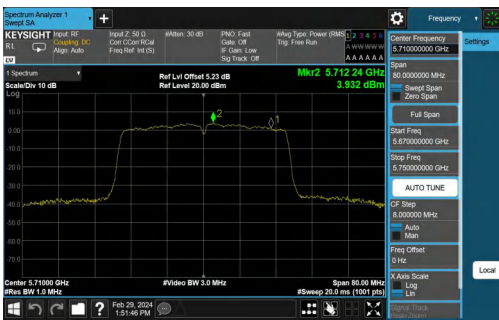 Spectrum Analyzer 1
Swept SA
Frequency
KEYSIGHT
Input: RF
Coupling: DC
Align: Auto
Input Z: 50 Ω
Corr CCorr RCal
Freq Ref: Int (S)
#Atten: 30 dB
PNO: Fast
Gate: Off
IF Gain: Low
Sig Track: Off
#Avg Type: Power (RMS
Trig: Free Run
1 2 3 4 5 6
A W W W W W
A A A A A A
RL
LVI
1 Spectrum
Scale/Div 10 dB
Log
Ref Lvl Offset 5.23 dB
Ref Level 20.00 dBm
Mkr2 5.712 24 GHz
3.932 dBm
10.0
0.00
-10.0
-20.0
-30.0
-40.0
-50.0
-60.0
-70.0
2
1
Center 5.71000 GHz
#Res BW 1.0 MHz
#Video BW 3.0 MHz
Span 80.00 MHz
#Sweep 20.0 ms (1001 pts)
Feb 29, 2024
1:51:46 PM
?
Center Frequency
5.710000000 GHz
Span
80.0000000 MHz
Swept Span
Zero Span
Full Span
Start Freq
5.670000000 GHz
Stop Freq
5.750000000 GHz
AUTO TUNE
CF Step
8.000000 MHz
Auto
Man
Freq Offset
0 Hz
X Axis Scale
Log
Lin
Signal Track
Settings
Local